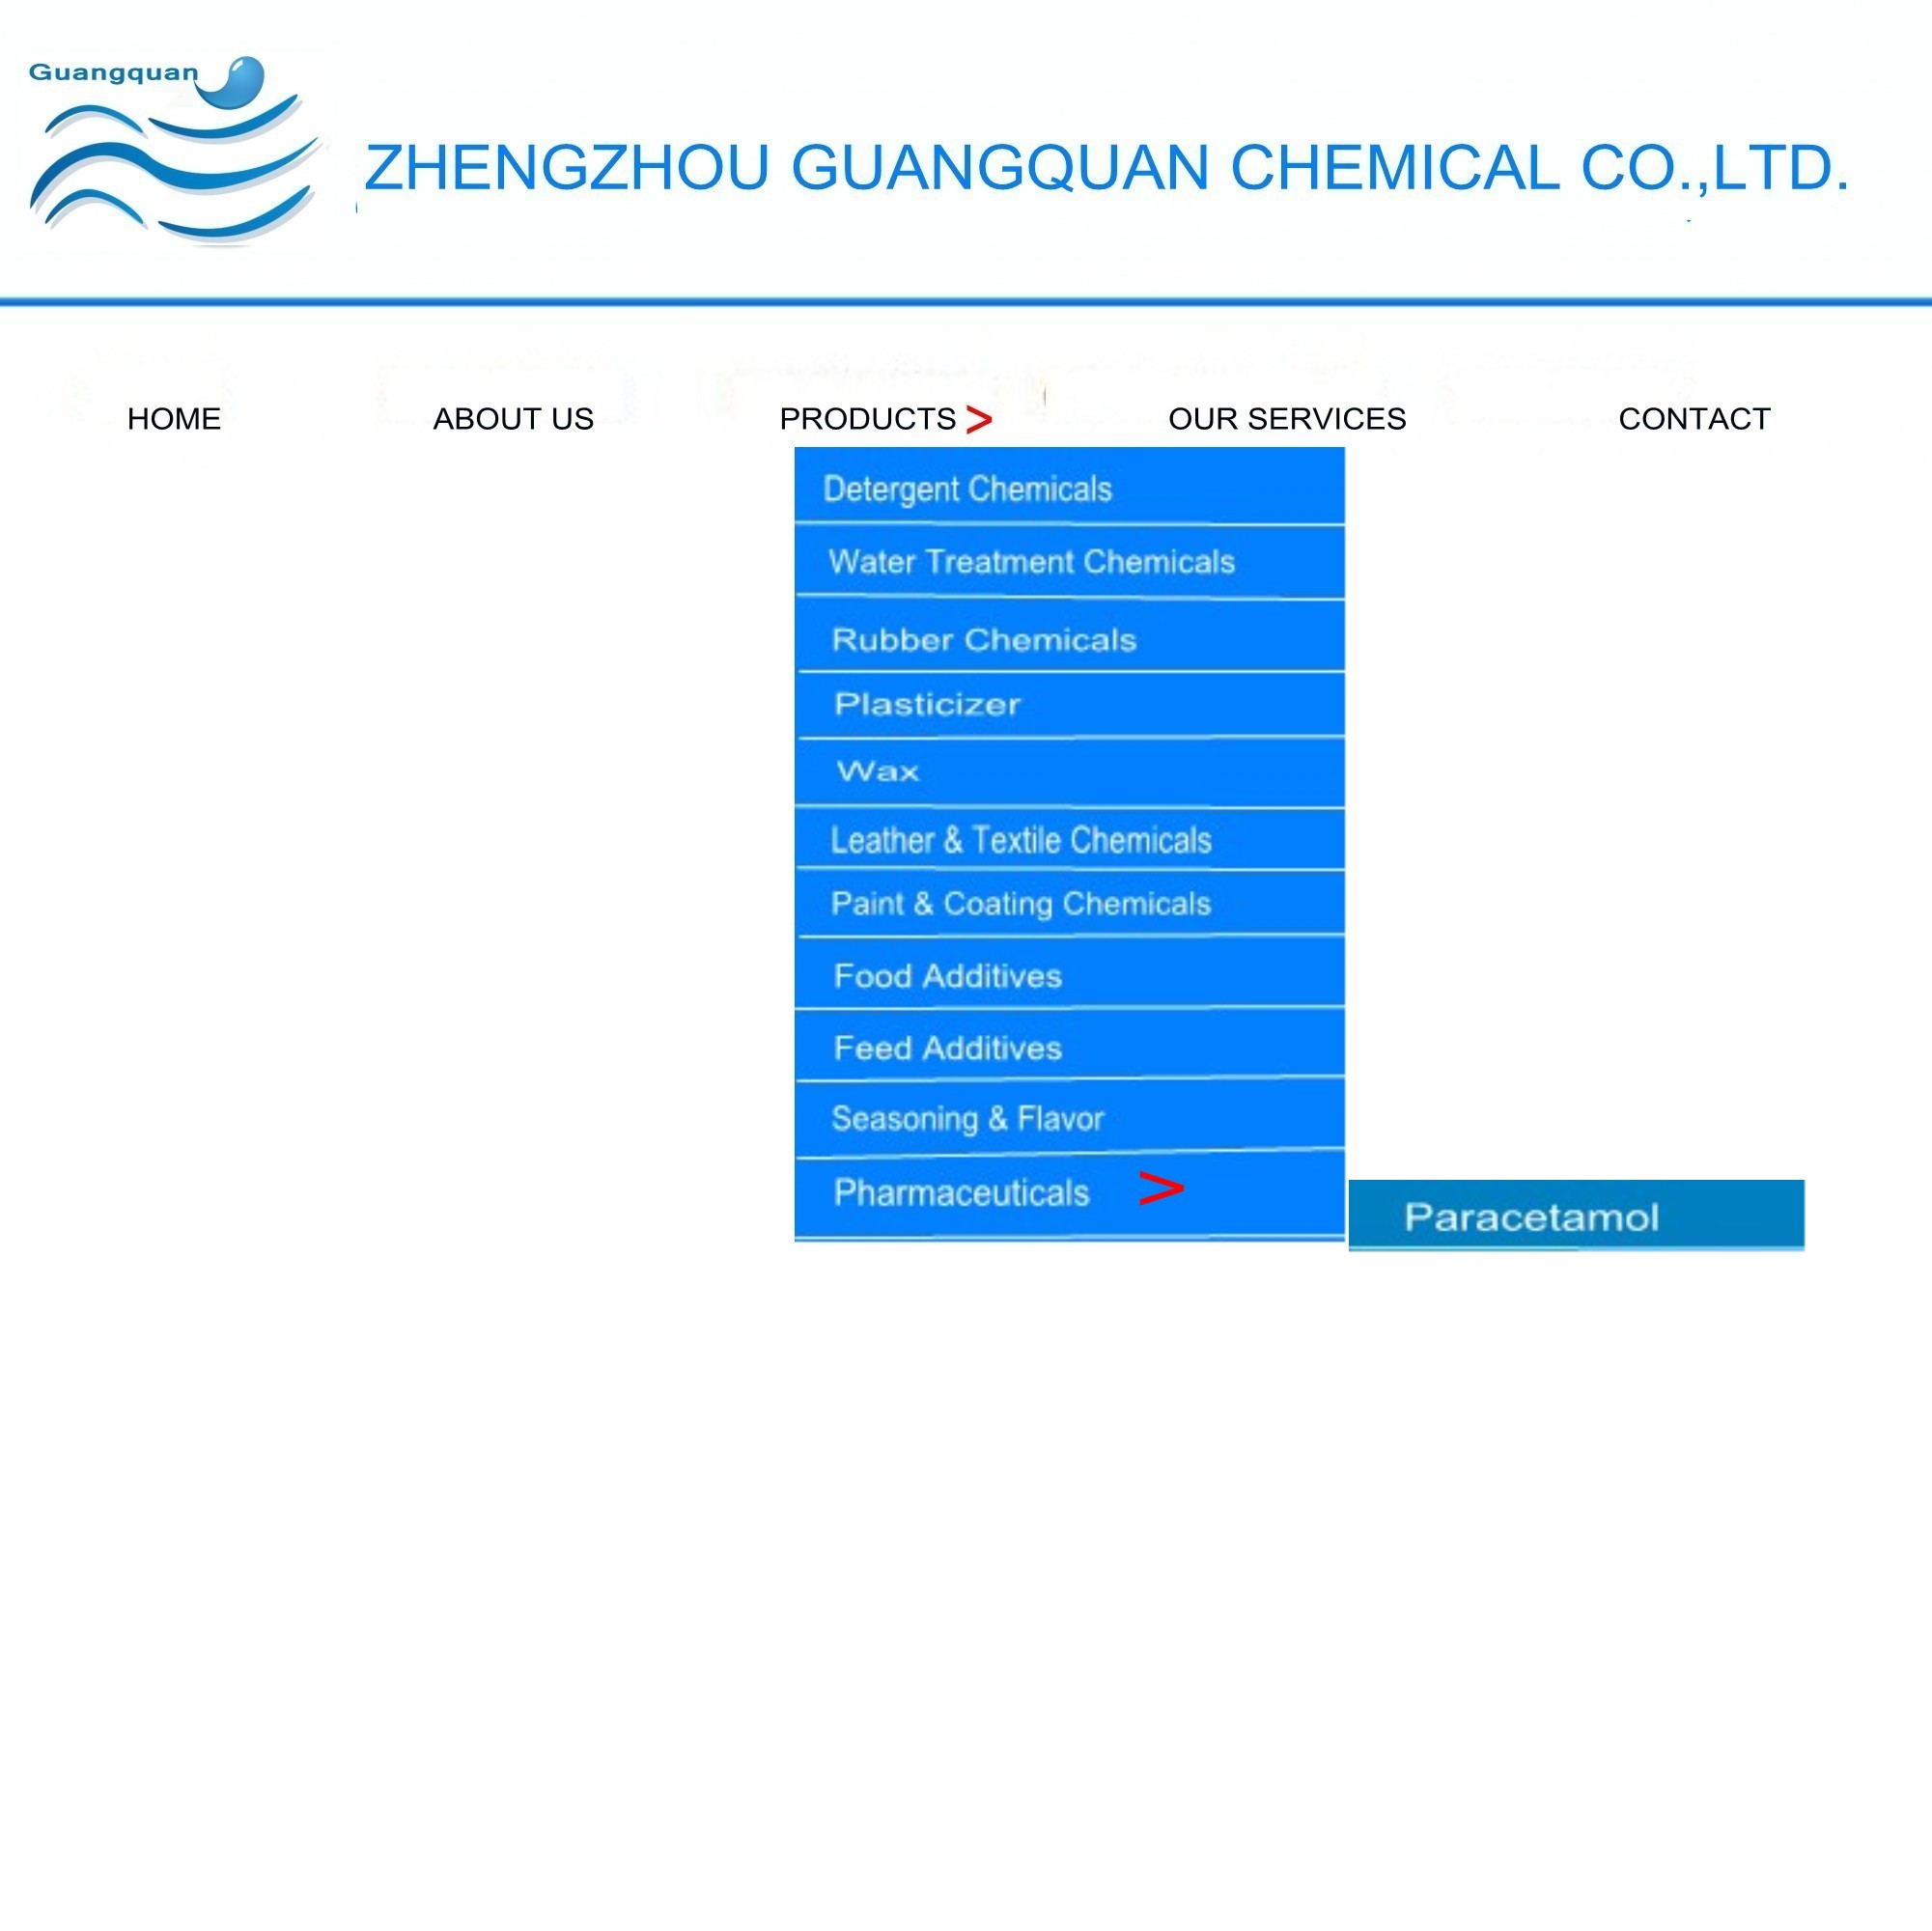 Guangquan
ZHENGZHOU GUANGQUAN CHEMICAL CO.,LTD.
HOME ABOUT US PRODUCTS > OUR SERVICES CONTACT
Detergent Chemicals
Water Treatment Chemicals
Rubber Chemicals
Plasticizer
Wax
Leather & Textile Chemicals
Paint & Coating Chemicals
Food Additives
Feed Additives
Seasoning & Flavor
Pharmaceuticals >
Paracetamol